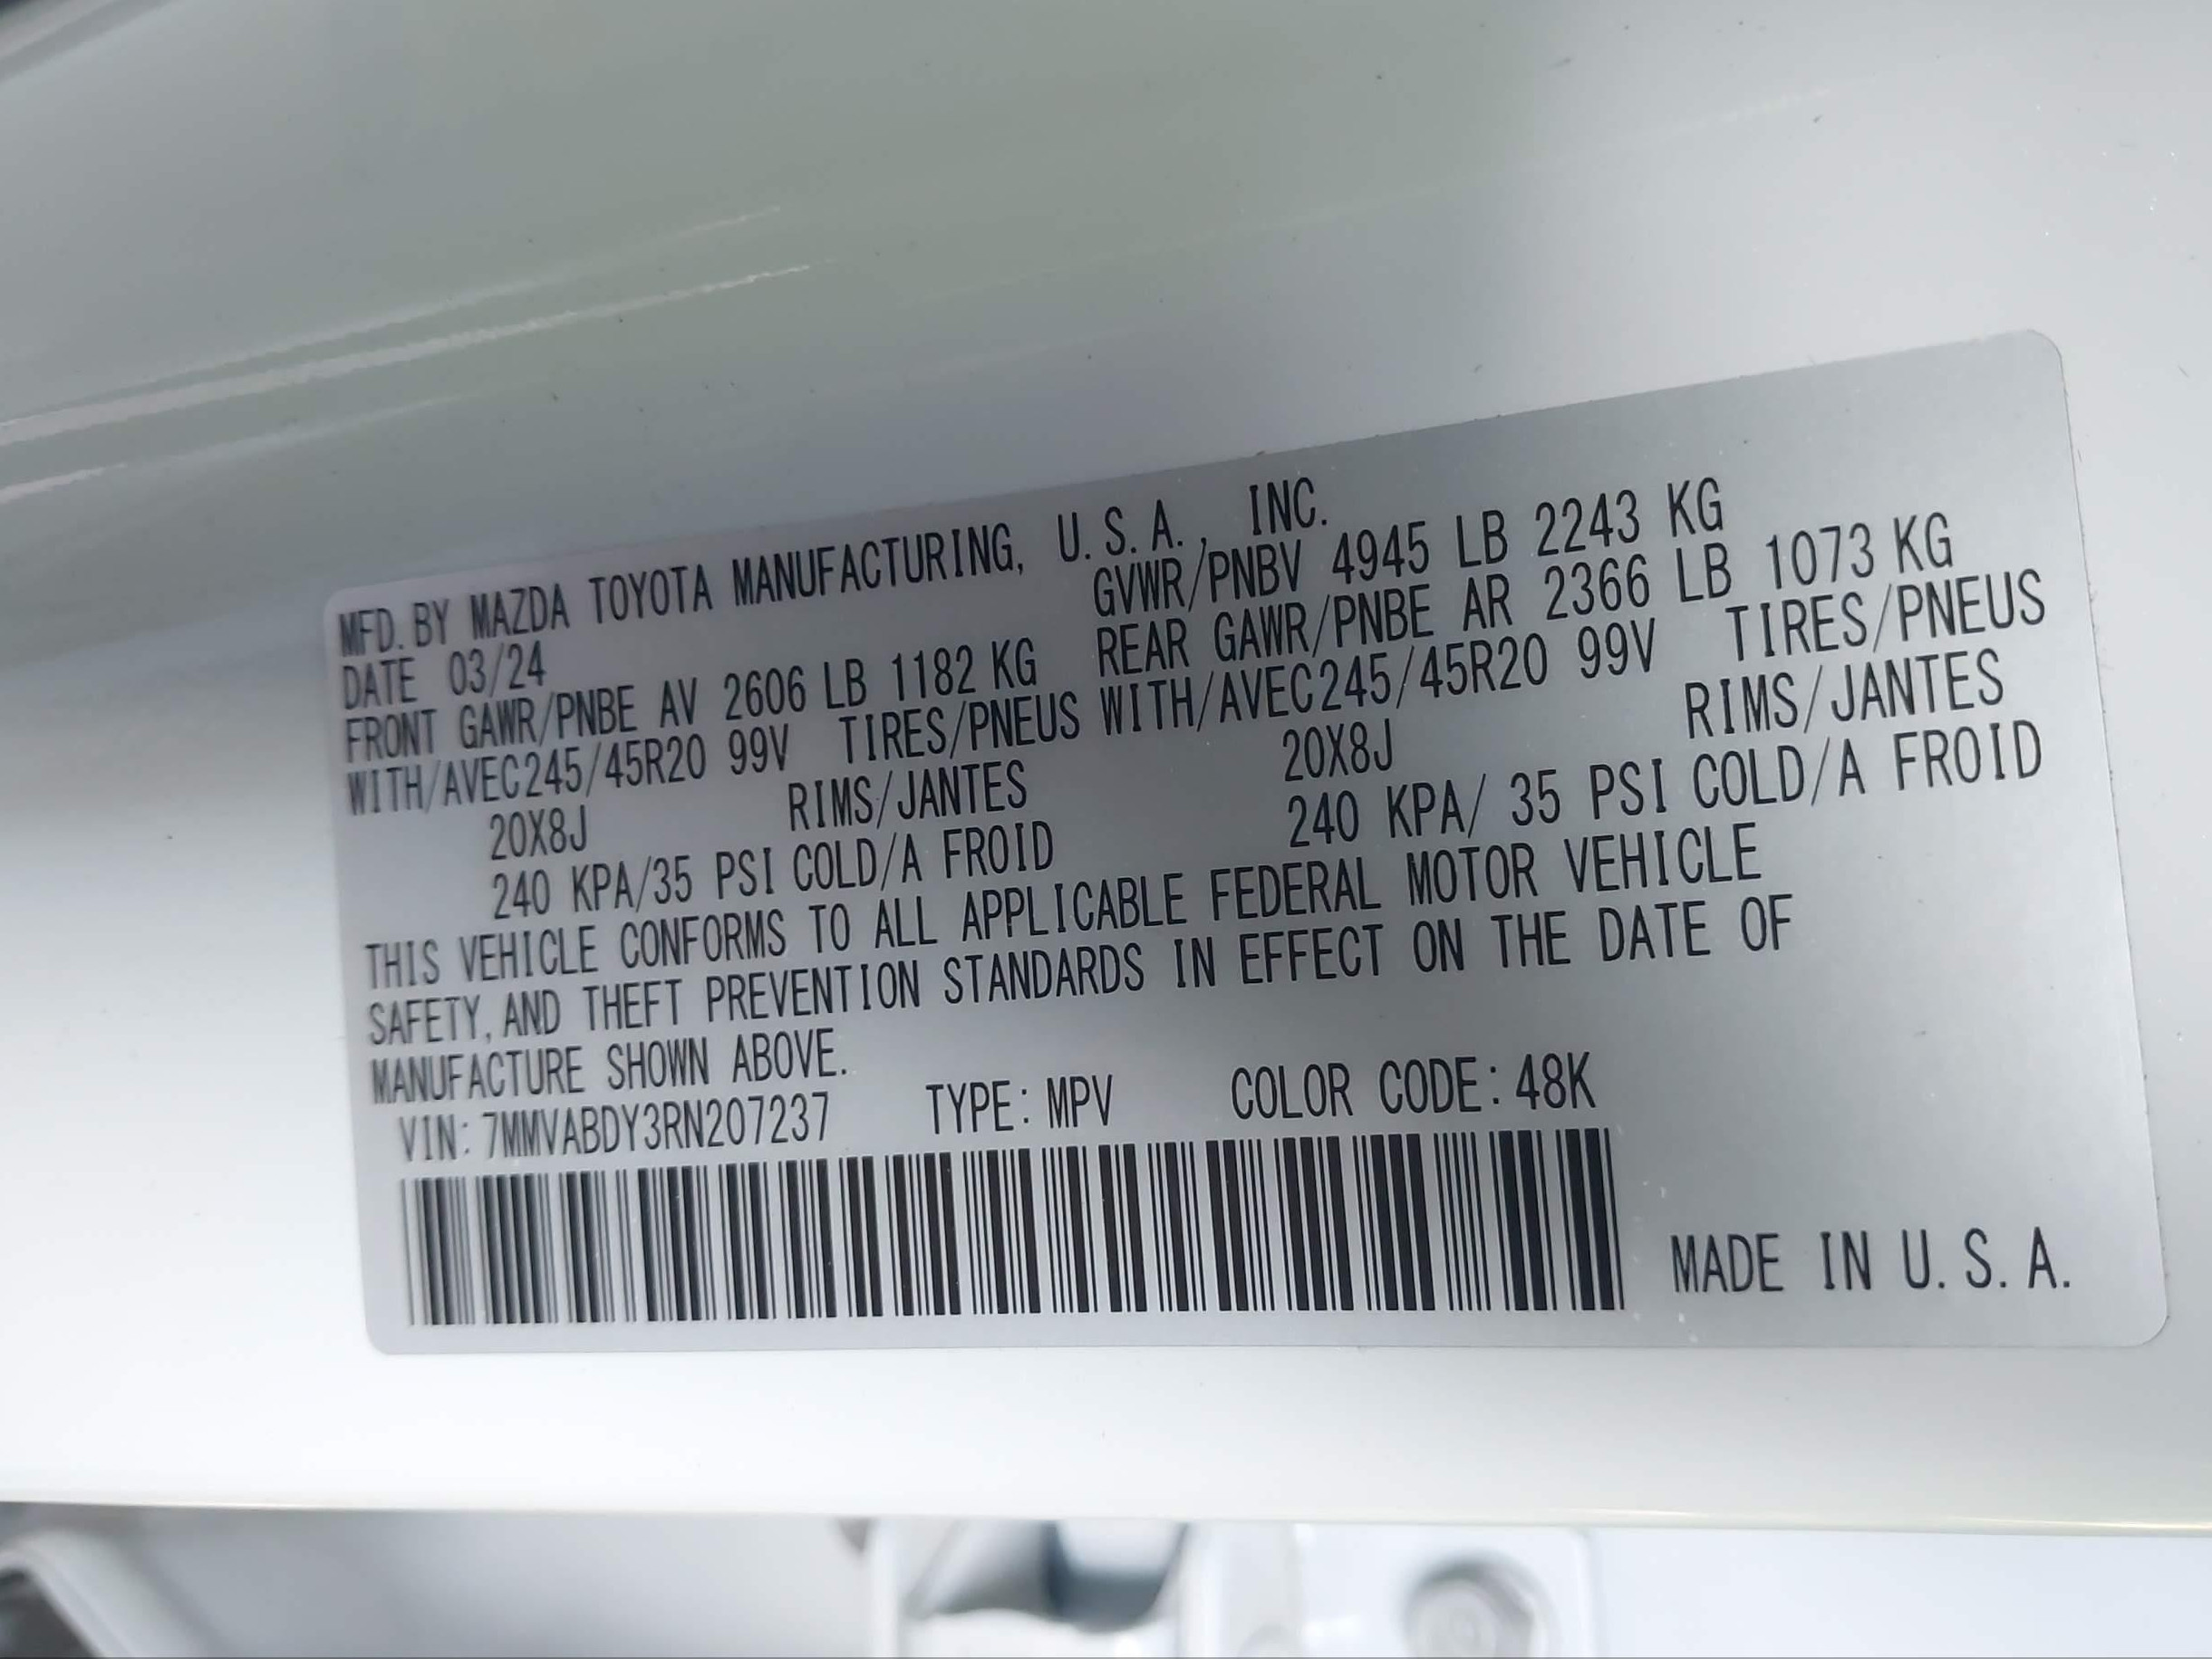 MFD. BY MAZDA TOYOTA MANUFACTURING, U.S.A., INC.
DATE 03/24 GVWR/PNBV 4945 LB 2243 KG
FRONT GAWR/PNBE AV 2606 LB 1182 KG REAR GAWR/PNBE AR 2366 LB 1073 KG
WITH/AVEC245/45R20 99V TIRES/PNEUS WITH/AVEC245/45R20 99V TIRES/PNEUS
20X8J RIMS/JANTES 20X8J RIMS/JANTES
240 KPA/35 PSI COLD/A FROID 240 KPA/ 35 PSI COLD/A FROID
THIS VEHICLE CONFORMS TO ALL APPLICABLE FEDERAL MOTOR VEHICLE
SAFETY, AND THEFT PREVENTION STANDARDS IN EFFECT ON THE DATE OF
MANUFACTURE SHOWN ABOVE.
VIN: 7MMVABDY3RN207237 TYPE: MPV COLOR CODE: 48K
MADE IN U.S.A.